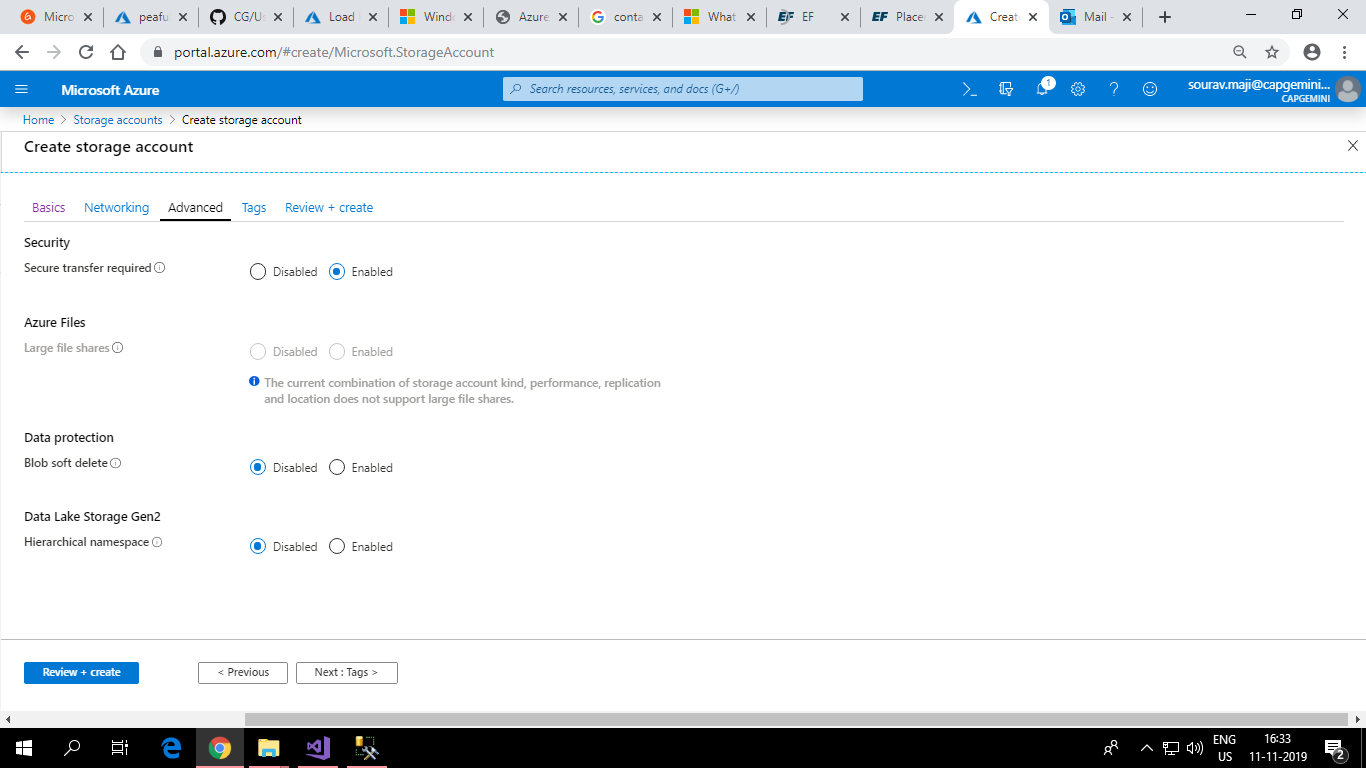 Micro
peafu
CG/U
Load
Wind
Azure
conta
What
EF EF
EF Place
Create
Mail -
portal.azure.com/#create/Microsoft.StorageAccount
Microsoft Azure
Search resources, services, and docs (G+/)
1
sourav.maji@capgemini...
CAPGEMINI
Home > Storage accounts > Create storage account
Create storage account
Basics Networking Advanced Tags Review + create
Security
Secure transfer required Disabled Enabled
Azure Files
Large file shares Disabled Enabled
The current combination of storage account kind, performance, replication
and location does not support large file shares.
Data protection
Blob soft delete Disabled Enabled
Data Lake Storage Gen2
Hierarchical namespace Disabled Enabled
Review + create < Previous Next : Tags >
ENG 16:33
US 11-11-2019
2